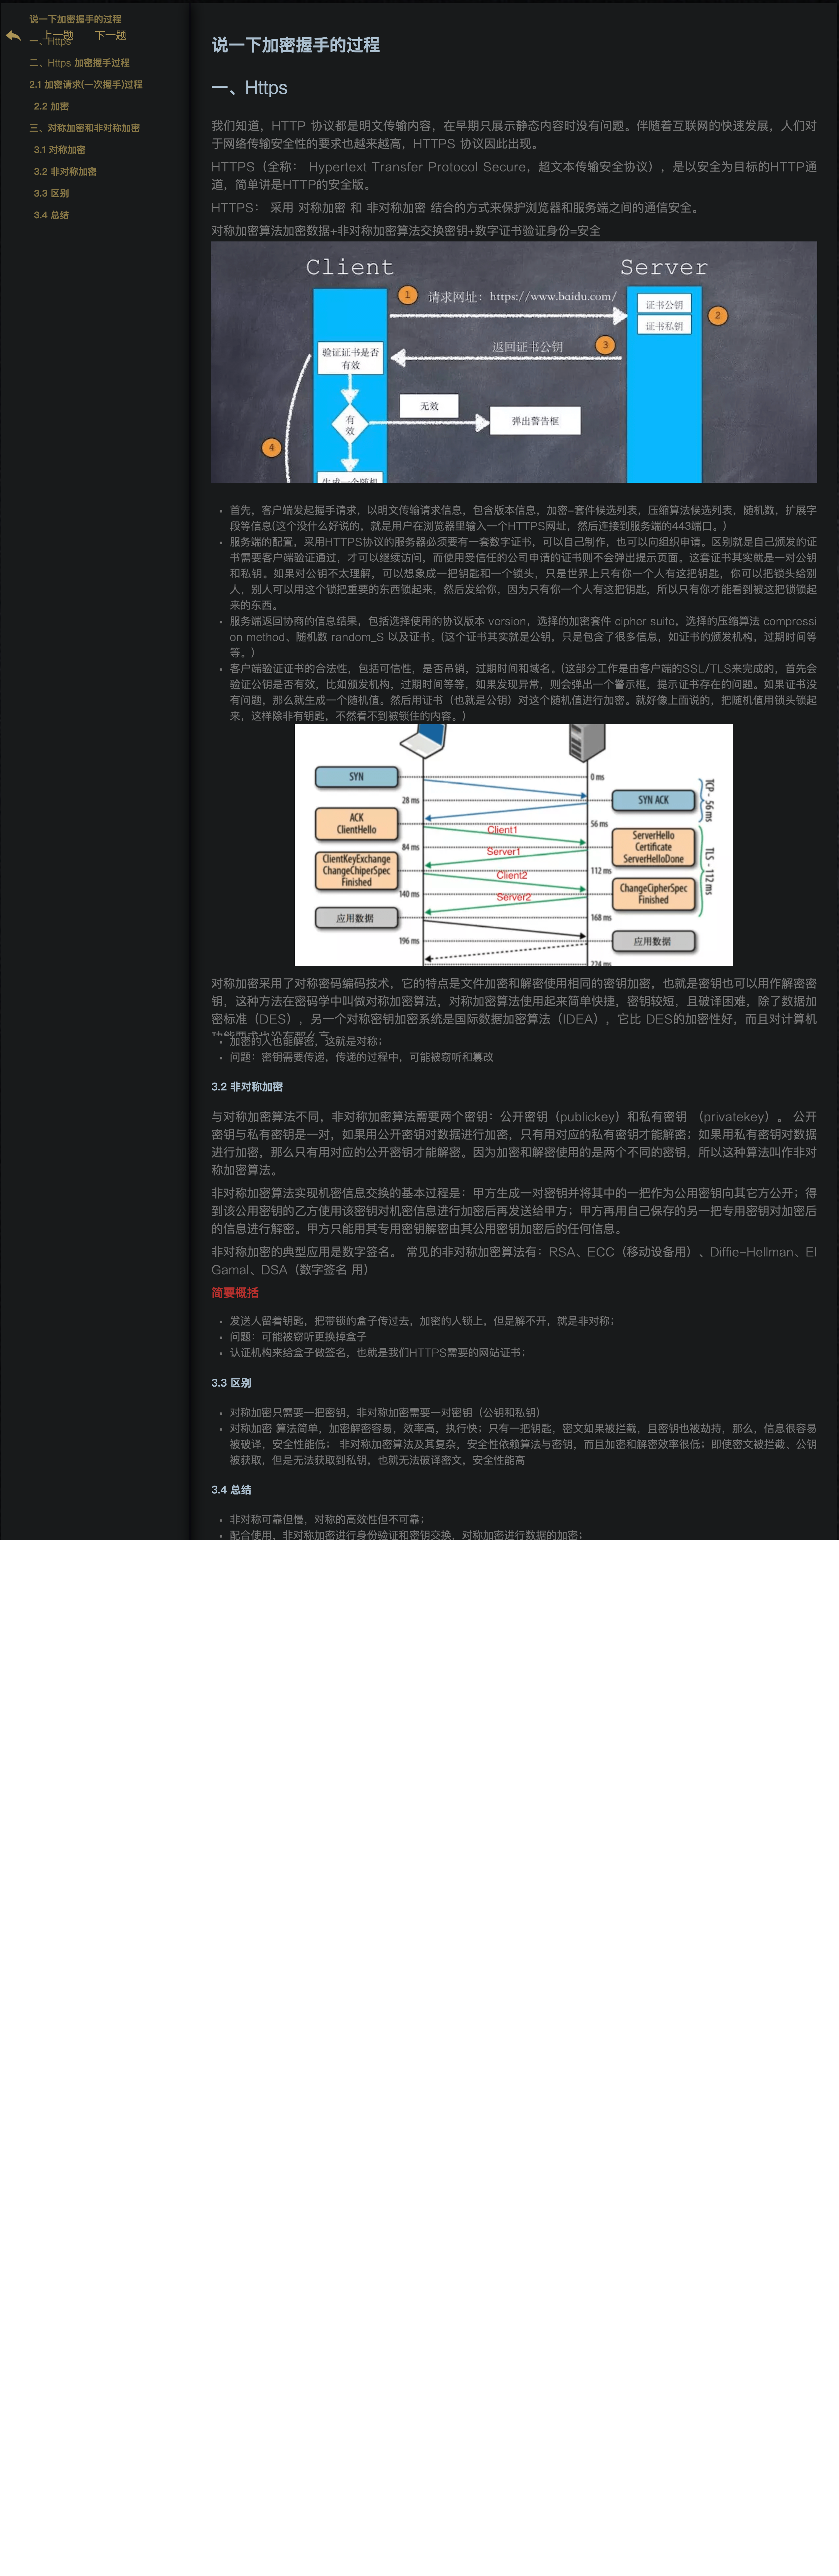 说一下加密握手的过程
上一题 下一题
一、Https
二、Https 加密握手过程
2.1 加密请求(一次握手)过程
2.2 加密
三、对称加密和非对称加密
3.1 对称加密
3.2 非对称加密
3.3 区别
3.4 总结
说一下加密握手的过程
一、Https
我们知道，HTTP 协议都是明文传输内容，在早期只展示静态内容时没有问题。伴随着互联网的快速发展，人们对
于网络传输安全性的要求也越来越高，HTTPS 协议因此出现。
HTTPS（全称： Hypertext Transfer Protocol Secure，超文本传输安全协议），是以安全为目标的HTTP通
道，简单讲是HTTP的安全版。
HTTPS： 采用 对称加密 和 非对称加密 结合的方式来保护浏览器和服务端之间的通信安全。
对称加密算法加密数据+非对称加密算法交换密钥+数字证书验证身份=安全
Client Server
1 请求网址：https://www.baidu.com/
证书公钥
证书私钥
2
返回证书公钥 3
验证证书是否
有效
无效
有
效
弹出警告框
4
生成一个随机
首先，客户端发起握手请求，以明文传输请求信息，包含版本信息，加密-套件候选列表，压缩算法候选列表，随机数，扩展字
段等信息(这个没什么好说的，就是用户在浏览器里输入一个HTTPS网址，然后连接到服务端的443端口。)
服务端的配置，采用HTTPS协议的服务器必须要有一套数字证书，可以自己制作，也可以向组织申请。区别就是自己颁发的证
书需要客户端验证通过，才可以继续访问，而使用受信任的公司申请的证书则不会弹出提示页面。这套证书其实就是一对公钥
和私钥。如果对公钥不太理解，可以想象成一把钥匙和一个锁头，只是世界上只有你一个人有这把钥匙，你可以把锁头给别
人，别人可以用这个锁把重要的东西锁起来，然后发给你，因为只有你一个人有这把钥匙，所以只有你才能看到被这把锁锁起
来的东西。
服务端返回协商的信息结果，包括选择使用的协议版本 version，选择的加密套件 cipher suite，选择的压缩算法 compressi
on method、随机数 random_S 以及证书。(这个证书其实就是公钥，只是包含了很多信息，如证书的颁发机构，过期时间等
等。)
客户端验证证书的合法性，包括可信性，是否吊销，过期时间和域名。(这部分工作是由客户端的SSL/TLS来完成的，首先会
验证公钥是否有效，比如颁发机构，过期时间等等，如果发现异常，则会弹出一个警示框，提示证书存在的问题。如果证书没
有问题，那么就生成一个随机值。然后用证书（也就是公钥）对这个随机值进行加密。就好像上面说的，把随机值用锁头锁起
来，这样除非有钥匙，不然看不到被锁住的内容。)
SYN
0 ms
28 ms
SYN ACK
TCP - 56 ms
ACK
ClientHello
56 ms
Client1
ServerHello
Certificate
ServerHelloDone
84 ms
Server1
ClientKeyExchange
ChangeChiperSpec
Finished
112 ms
TLS - 112 ms
Client2
ChangeCipherSpec
Finished
140 ms
Server2
应用数据
168 ms
196 ms
应用数据
224 ms
对称加密采用了对称密码编码技术，它的特点是文件加密和解密使用相同的密钥加密，也就是密钥也可以用作解密密
钥，这种方法在密码学中叫做对称加密算法，对称加密算法使用起来简单快捷，密钥较短，且破译困难，除了数据加
密标准（DES），另一个对称密钥加密系统是国际数据加密算法（IDEA），它比 DES的加密性好，而且对计算机
功能要求也没有那么高
加密的人也能解密，这就是对称；
问题：密钥需要传递，传递的过程中，可能被窃听和篡改
3.2 非对称加密
与对称加密算法不同，非对称加密算法需要两个密钥：公开密钥（publickey）和私有密钥 （privatekey）。 公开
密钥与私有密钥是一对，如果用公开密钥对数据进行加密，只有用对应的私有密钥才能解密；如果用私有密钥对数据
进行加密，那么只有用对应的公开密钥才能解密。因为加密和解密使用的是两个不同的密钥，所以这种算法叫作非对
称加密算法。
非对称加密算法实现机密信息交换的基本过程是：甲方生成一对密钥并将其中的一把作为公用密钥向其它方公开；得
到该公用密钥的乙方使用该密钥对机密信息进行加密后再发送给甲方；甲方再用自己保存的另一把专用密钥对加密后
的信息进行解密。甲方只能用其专用密钥解密由其公用密钥加密后的任何信息。
非对称加密的典型应用是数字签名。 常见的非对称加密算法有：RSA、ECC（移动设备用）、Diffie-Hellman、El
Gamal、DSA（数字签名 用）
简要概括
发送人留着钥匙，把带锁的盒子传过去，加密的人锁上，但是解不开，就是非对称；
问题：可能被窃听更换掉盒子
认证机构来给盒子做签名，也就是我们HTTPS需要的网站证书；
3.3 区别
对称加密只需要一把密钥，非对称加密需要一对密钥（公钥和私钥）
对称加密 算法简单，加密解密容易，效率高，执行快；只有一把钥匙，密文如果被拦截，且密钥也被劫持，那么，信息很容易
被破译，安全性能低； 非对称加密算法及其复杂，安全性依赖算法与密钥，而且加密和解密效率很低；即使密文被拦截、公钥
被获取，但是无法获取到私钥，也就无法破译密文，安全性能高
3.4 总结
非对称可靠但慢，对称的高效性但不可靠；
配合使用，非对称加密进行身份验证和密钥交换，对称加密进行数据的加密；